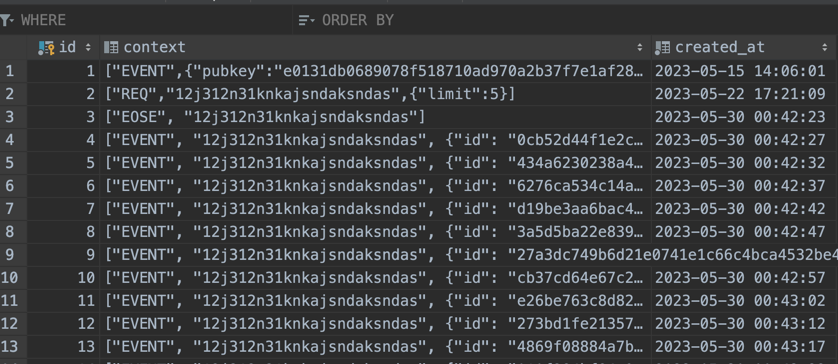 WHERE ORDER BY
id context created_at
1 1 ["EVENT",{"pubkey":"e0131db0689078f518710ad970a2b37f7e1af28… 2023-05-15 14:06:01
2 2 ["REQ","12j312n31knkajsndaksndas",{"limit":5}] 2023-05-22 17:21:09
3 3 ["EOSE", "12j312n31knkajsndaksndas"] 2023-05-30 00:42:23
4 4 ["EVENT", "12j312n31knkajsndaksndas", {"id": "0cb52d44f1e2c… 2023-05-30 00:42:27
5 5 ["EVENT", "12j312n31knkajsndaksndas", {"id": "434a6230238a4… 2023-05-30 00:42:32
6 6 ["EVENT", "12j312n31knkajsndaksndas", {"id": "6276ca534c14a… 2023-05-30 00:42:37
7 7 ["EVENT", "12j312n31knkajsndaksndas", {"id": "d19be3aa6bac4… 2023-05-30 00:42:42
8 8 ["EVENT", "12j312n31knkajsndaksndas", {"id": "3a5d5ba22e839… 2023-05-30 00:42:47
9 9 ["EVENT", "12j312n31knkajsndaksndas", {"id": "27a3dc749b6d21e0741e1c66c4bca4532be4
10 10 ["EVENT", "12j312n31knkajsndaksndas", {"id": "cb37cd64e67c2… 2023-05-30 00:42:57
11 11 ["EVENT", "12j312n31knkajsndaksndas", {"id": "e26be763c8d82… 2023-05-30 00:43:02
12 12 ["EVENT", "12j312n31knkajsndaksndas", {"id": "273bd1fe21357… 2023-05-30 00:43:12
13 13 ["EVENT", "12j312n31knkajsndaksndas", {"id": "4869f08884a7b… 2023-05-30 00:43:17